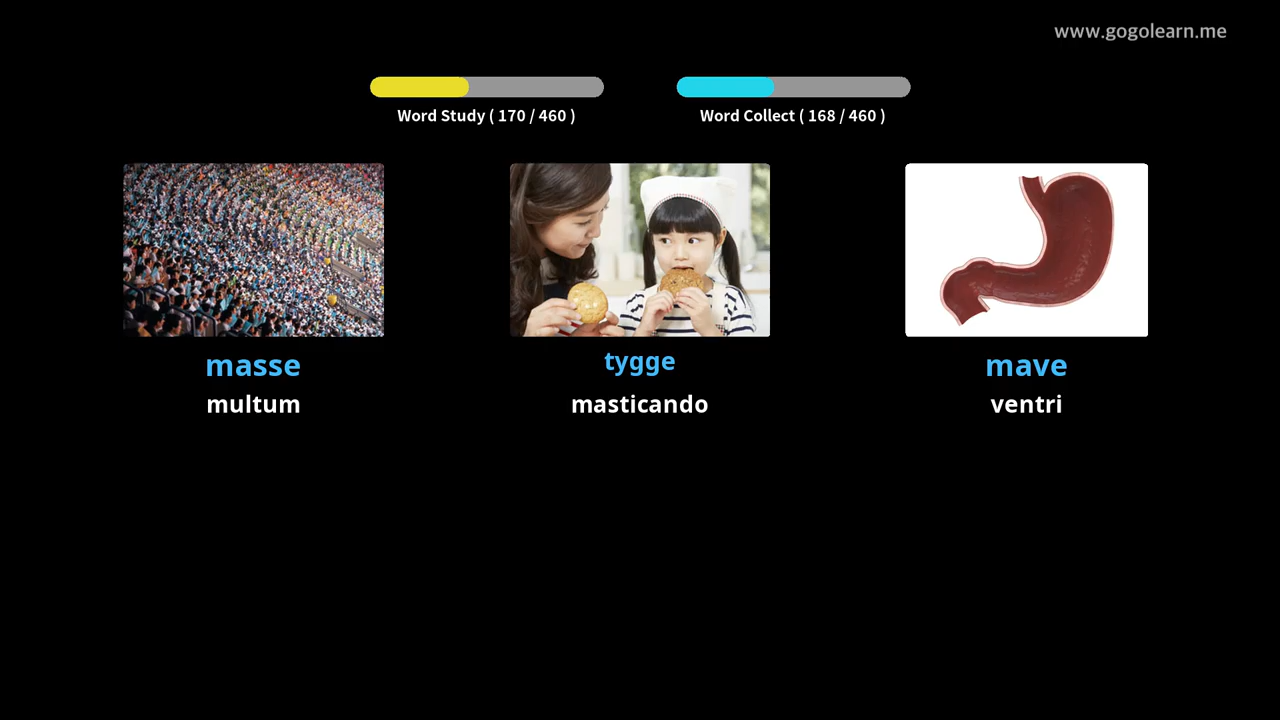 www.gogolearn.me
Word Study ( 170 / 460 )
Word Collect ( 168 / 460 )
masse
multum
tygge
masticando
mave
ventri